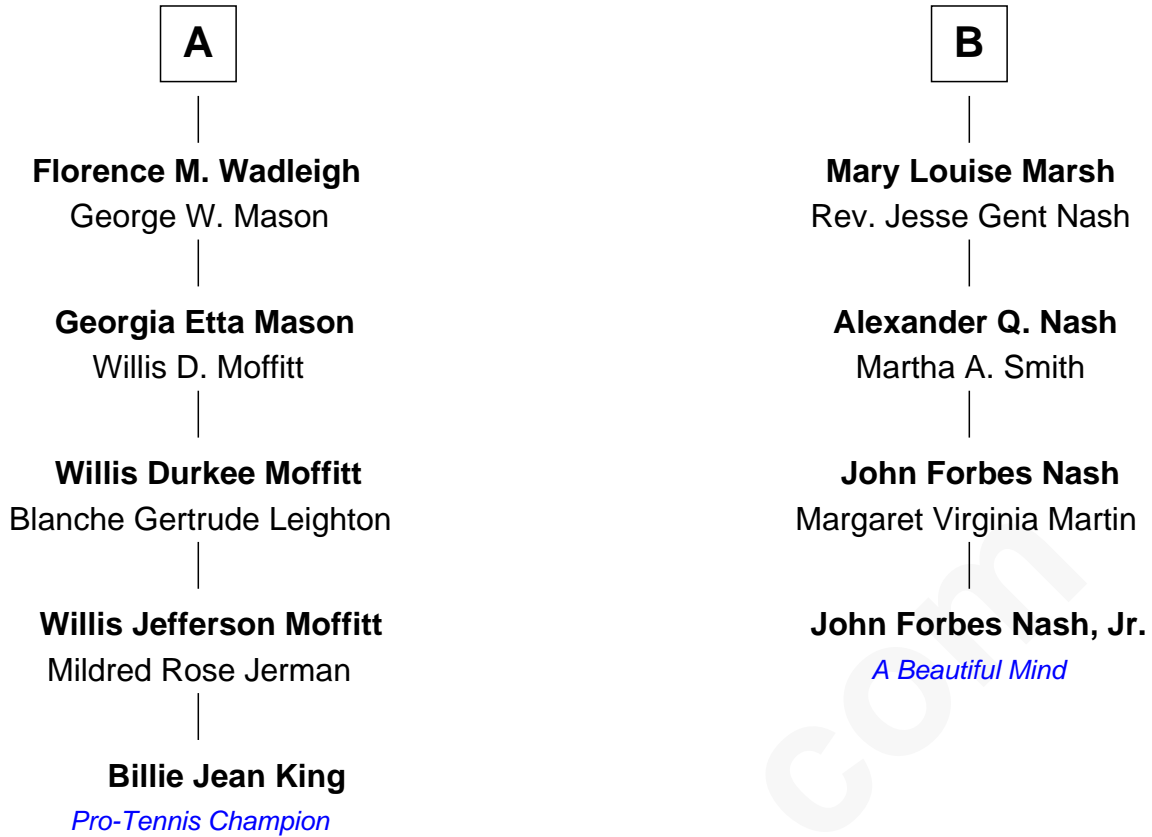 A
B
Florence M. Wadleigh
George W. Mason
Mary Louise Marsh
Rev. Jesse Gent Nash
Georgia Etta Mason
Willis D. Moffitt
Alexander Q. Nash
Martha A. Smith
Willis Durkee Moffitt
Blanche Gertrude Leighton
John Forbes Nash
Margaret Virginia Martin
Willis Jefferson Moffitt
Mildred Rose Jerman
John Forbes Nash, Jr.
A Beautiful Mind
Billie Jean King
Pro-Tennis Champion
com